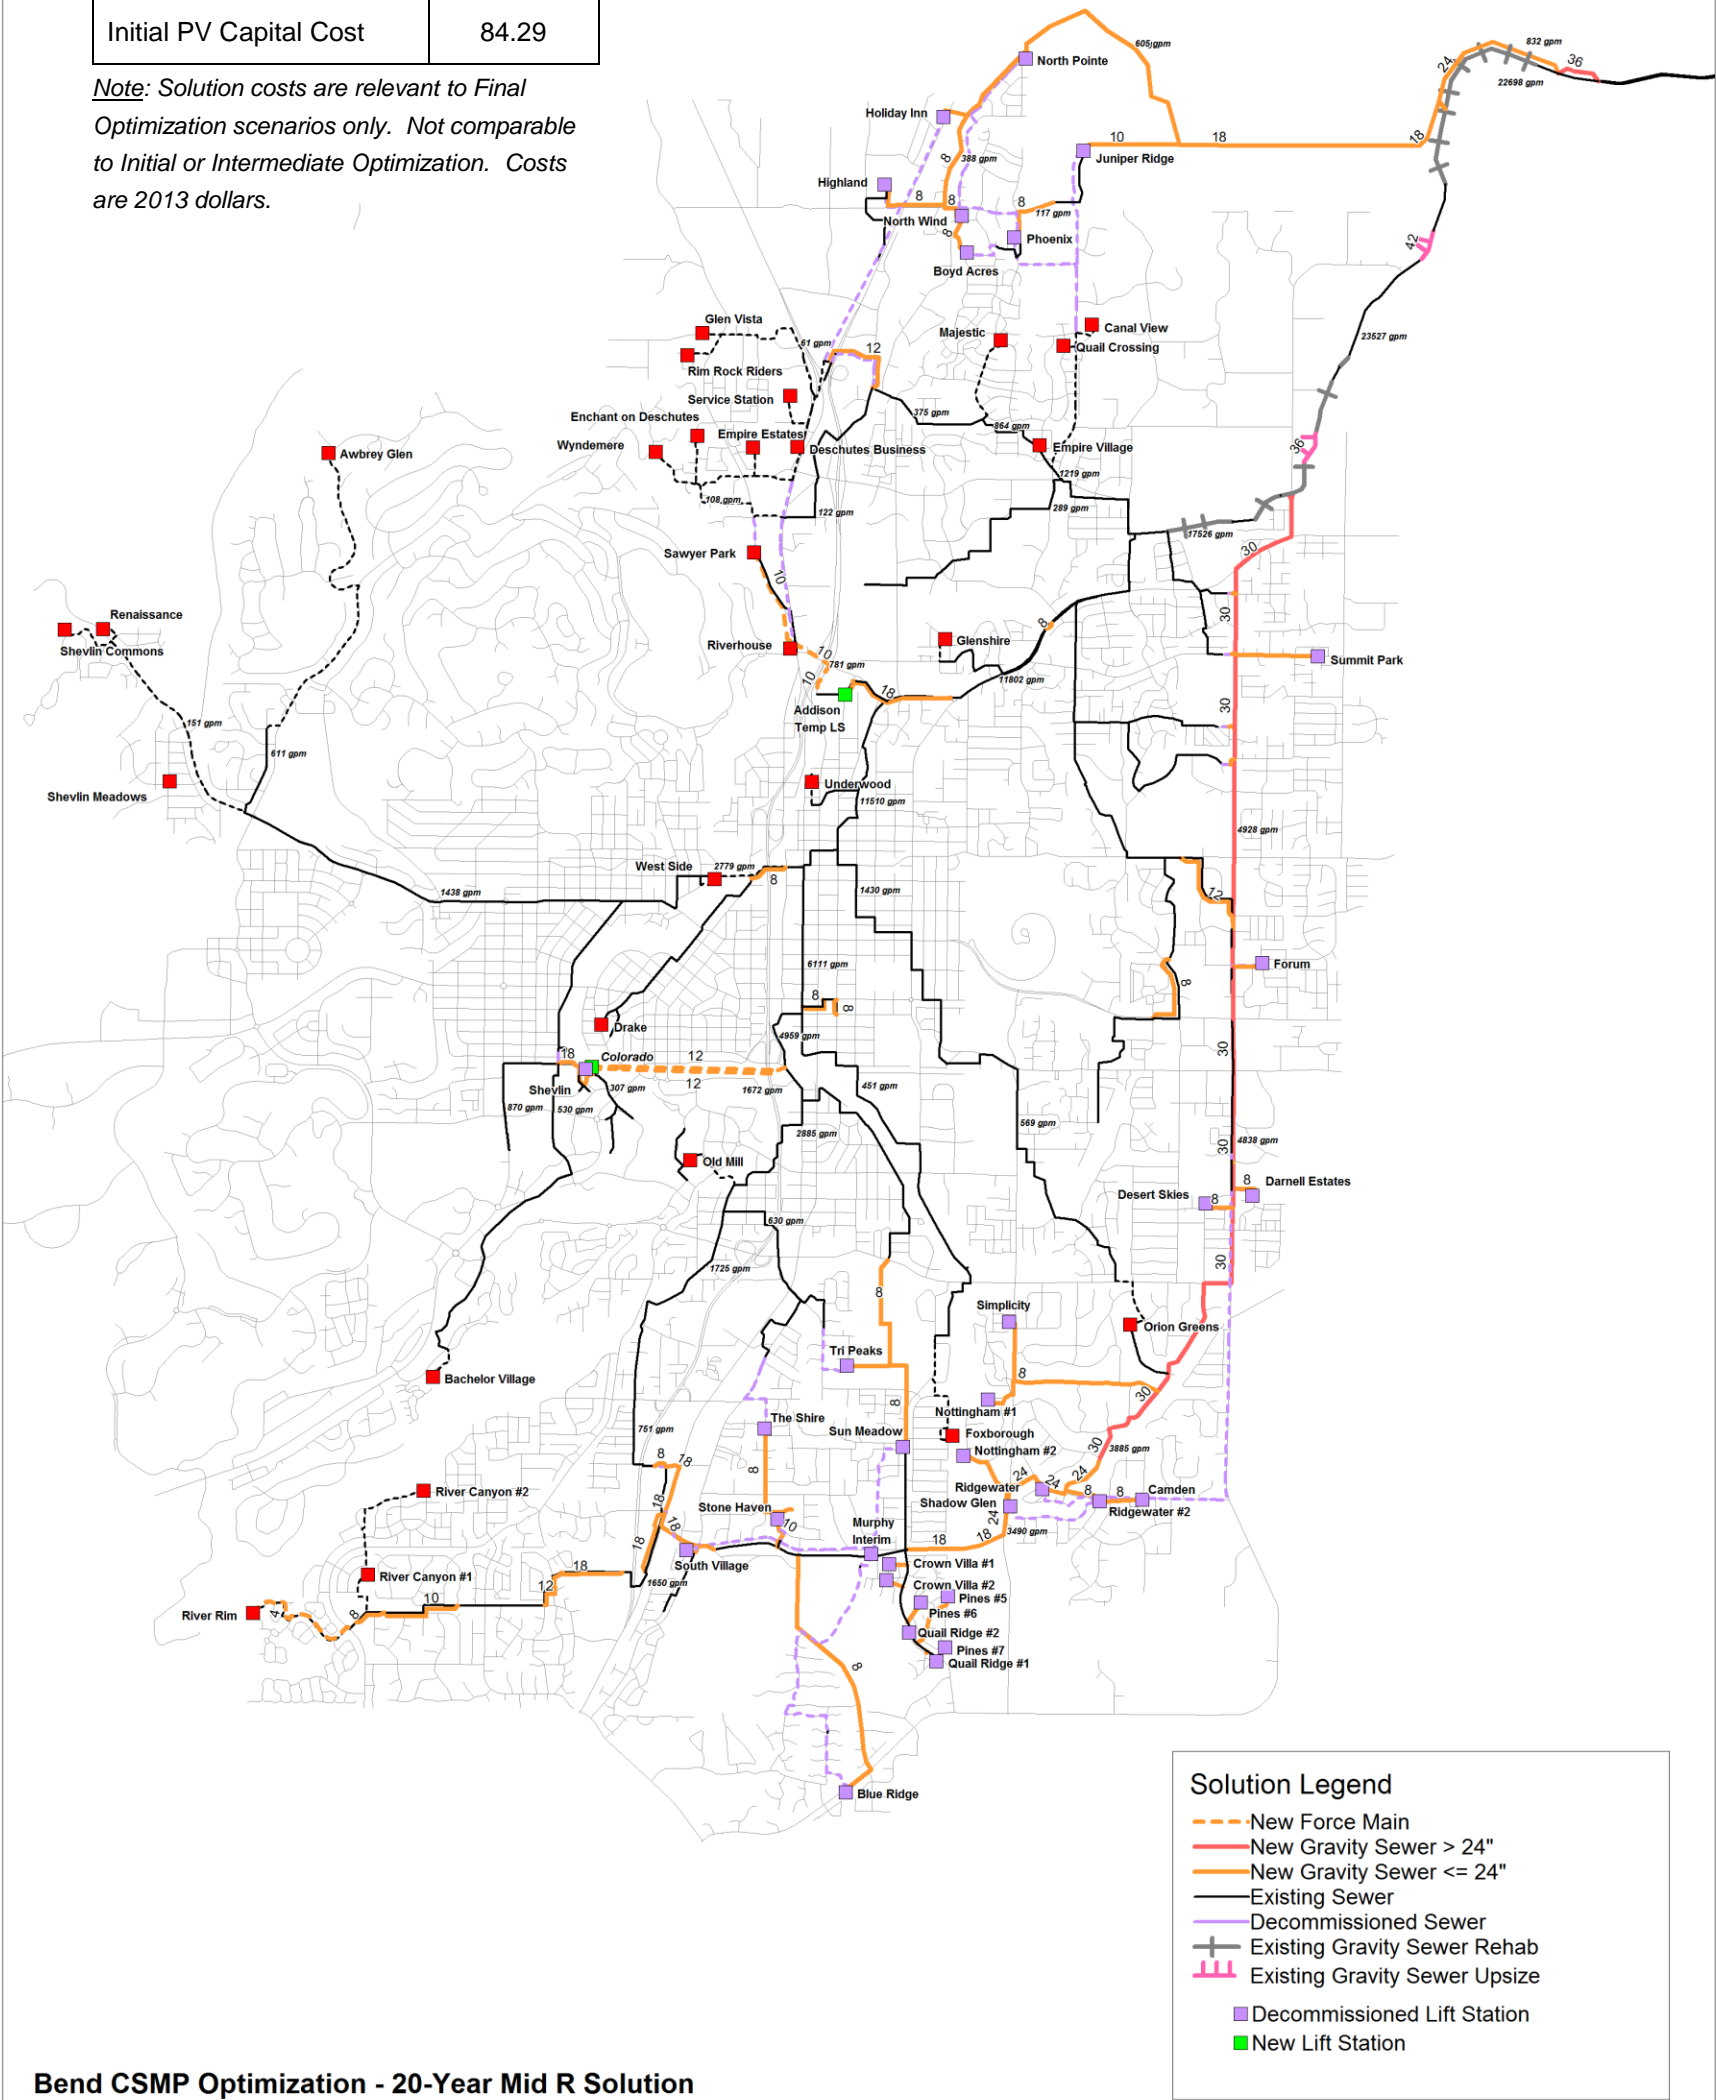 Initial PV Capital Cost 84.29
Note: Solution costs are relevant to Final
Optimization scenarios only. Not comparable
to Initial or Intermediate Optimization. Costs
are 2013 dollars.
North Pointe
605 gpm
832 gpm
24
36
22698 gpm
Holiday Inn
10
18
18
Juniper Ridge
8
388 gpm
Highland
8
8
8
117 gpm
North Wind
8
Phoenix
42
Boyd Acres
Glen Vista
Canal View
Majestic
Quail Crossing
23527 gpm
61 gpm
12
Rim Rock Riders
Service Station
375 gpm
Enchant on Deschutes
864 gpm
Empire Estates
Wyndemere
Deschutes Business
Empire Village
36
Awbrey Glen
1219 gpm
108 gpm
122 gpm
289 gpm
17526 gpm
30
Sawyer Park
10
Renaissance
30
8
Shevlin Commons
Riverhouse
Glenshire
10
781 gpm
Summit Park
10
11802 gpm
18
Addison
Temp LS
30
151 gpm
611 gpm
Underwood
Shevlin Meadows
11510 gpm
4928 gpm
West Side
2779 gpm
8
1438 gpm
1430 gpm
12
6111 gpm
Forum
8
8
8
Drake
4959 gpm
18
Colorado
12
30
Shevlin
307 gpm
12
1672 gpm
451 gpm
870 gpm
530 gpm
569 gpm
2885 gpm
30
4838 gpm
Old Mill
Desert Skies
8
8
Darnell Estates
630 gpm
1725 gpm
30
8
Simplicity
Orion Greens
Tri Peaks
Bachelor Village
8
30
8
Nottingham #1
The Shire
751 gpm
Sun Meadow
Foxborough
8
18
8
Nottingham #2
30
3885 gpm
24
24
24
River Canyon #2
Ridgewater
8
8
Camden
18
Stone Haven
Shadow Glen
Ridgewater #2
18
10
24
Murphy
Interim
3490 gpm
18
18
18
South Village
Crown Villa #1
18
River Canyon #1
1650 gpm
12
Crown Villa #2
10
Pines #5
River Rim
4
8
Pines #6
Quail Ridge #2
Pines #7
Quail Ridge #1
8
Blue Ridge
Solution Legend
New Force Main
New Gravity Sewer > 24"
New Gravity Sewer <= 24"
Existing Sewer
Decommissioned Sewer
Existing Gravity Sewer Rehab
Existing Gravity Sewer Upsize
Decommissioned Lift Station
New Lift Station
Bend CSMP Optimization - 20-Year Mid R Solution